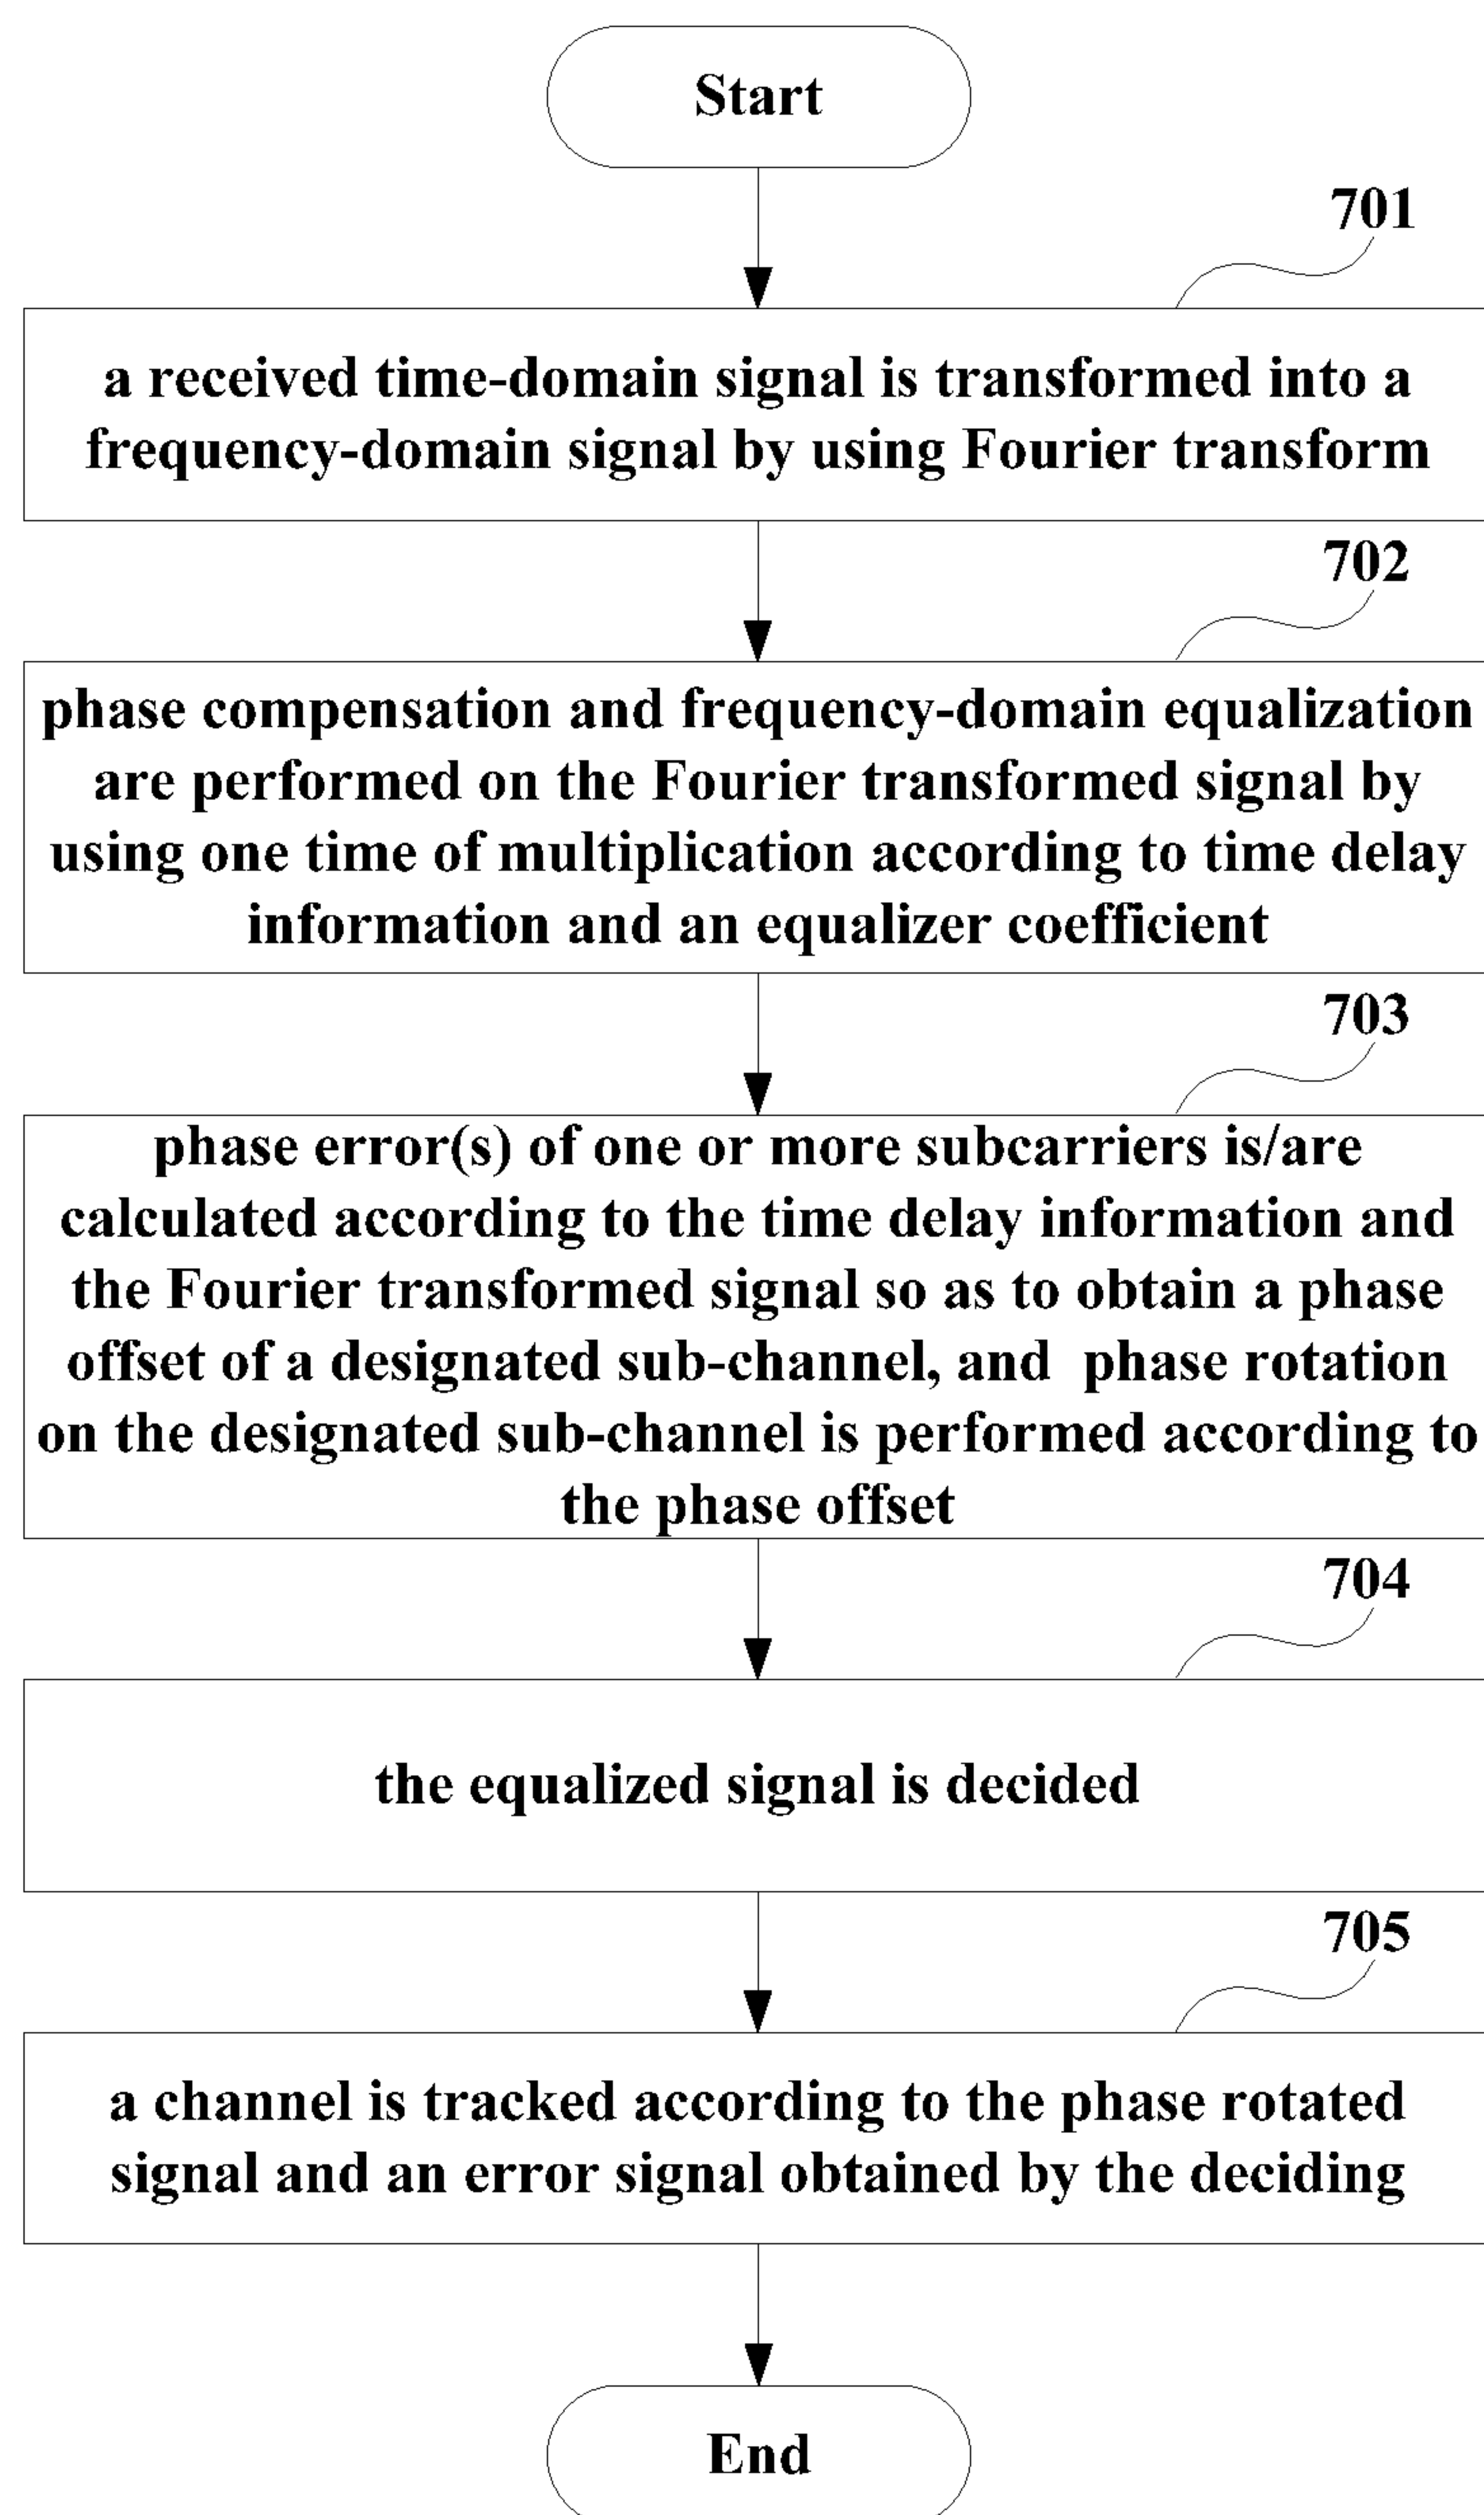 Start
701
a received time-domain signal is transformed into a
frequency-domain signal by using Fourier transform
702
phase compensation and frequency-domain equalization
are performed on the Fourier transformed signal by
using one time of multiplication according to time delay
information and an equalizer coefficient
703
phase error(s) of one or more subcarriers is/are
calculated according to the time delay information and
the Fourier transformed signal so as to obtain a phase
offset of a designated sub-channel, and phase rotation
on the designated sub-channel is performed according to
the phase offset
704
the equalized signal is decided
705
a channel is tracked according to the phase rotated
signal and an error signal obtained by the deciding
End